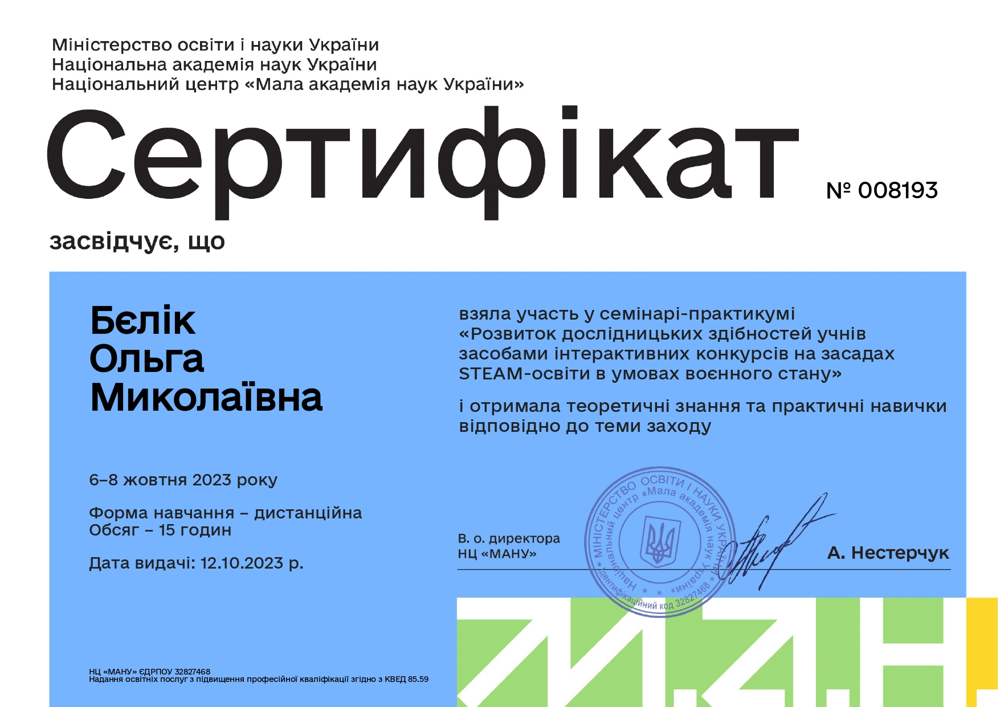 Міністерство освіти і науки України
Національна академія наук України
Національний центр «Мала академія наук України»
Сертифікат
№ 008193
засвідчує, що
Бєлік
Ольга
Миколаївна
взяла участь у семінарі-практикумі
«Розвиток дослідницьких здібностей учнів
засобами інтерактивних конкурсів на засадах
STEAM-освіти в умовах воєнного стану»
і отримала теоретичні знання та практичні навички
відповідно до теми заходу
6–8 жовтня 2023 року
Форма навчання – дистанційна
Обсяг – 15 годин
Дата видачі: 12.10.2023 р.
В. о. директора
НЦ «МАНУ»
* МІНІСТЕРСТВО ОСВІТИ І НАУКИ УКРАЇНИ *
Ідентифікаційний код 32827468
* Національний центр «Мала академія наук України» *
А. Нестерчук
НЦ «МАНУ» ЄДРПОУ 32827468
Надання освітніх послуг з підвищення професійної кваліфікації згідно з КВЕД 85.59
М.А.Н.